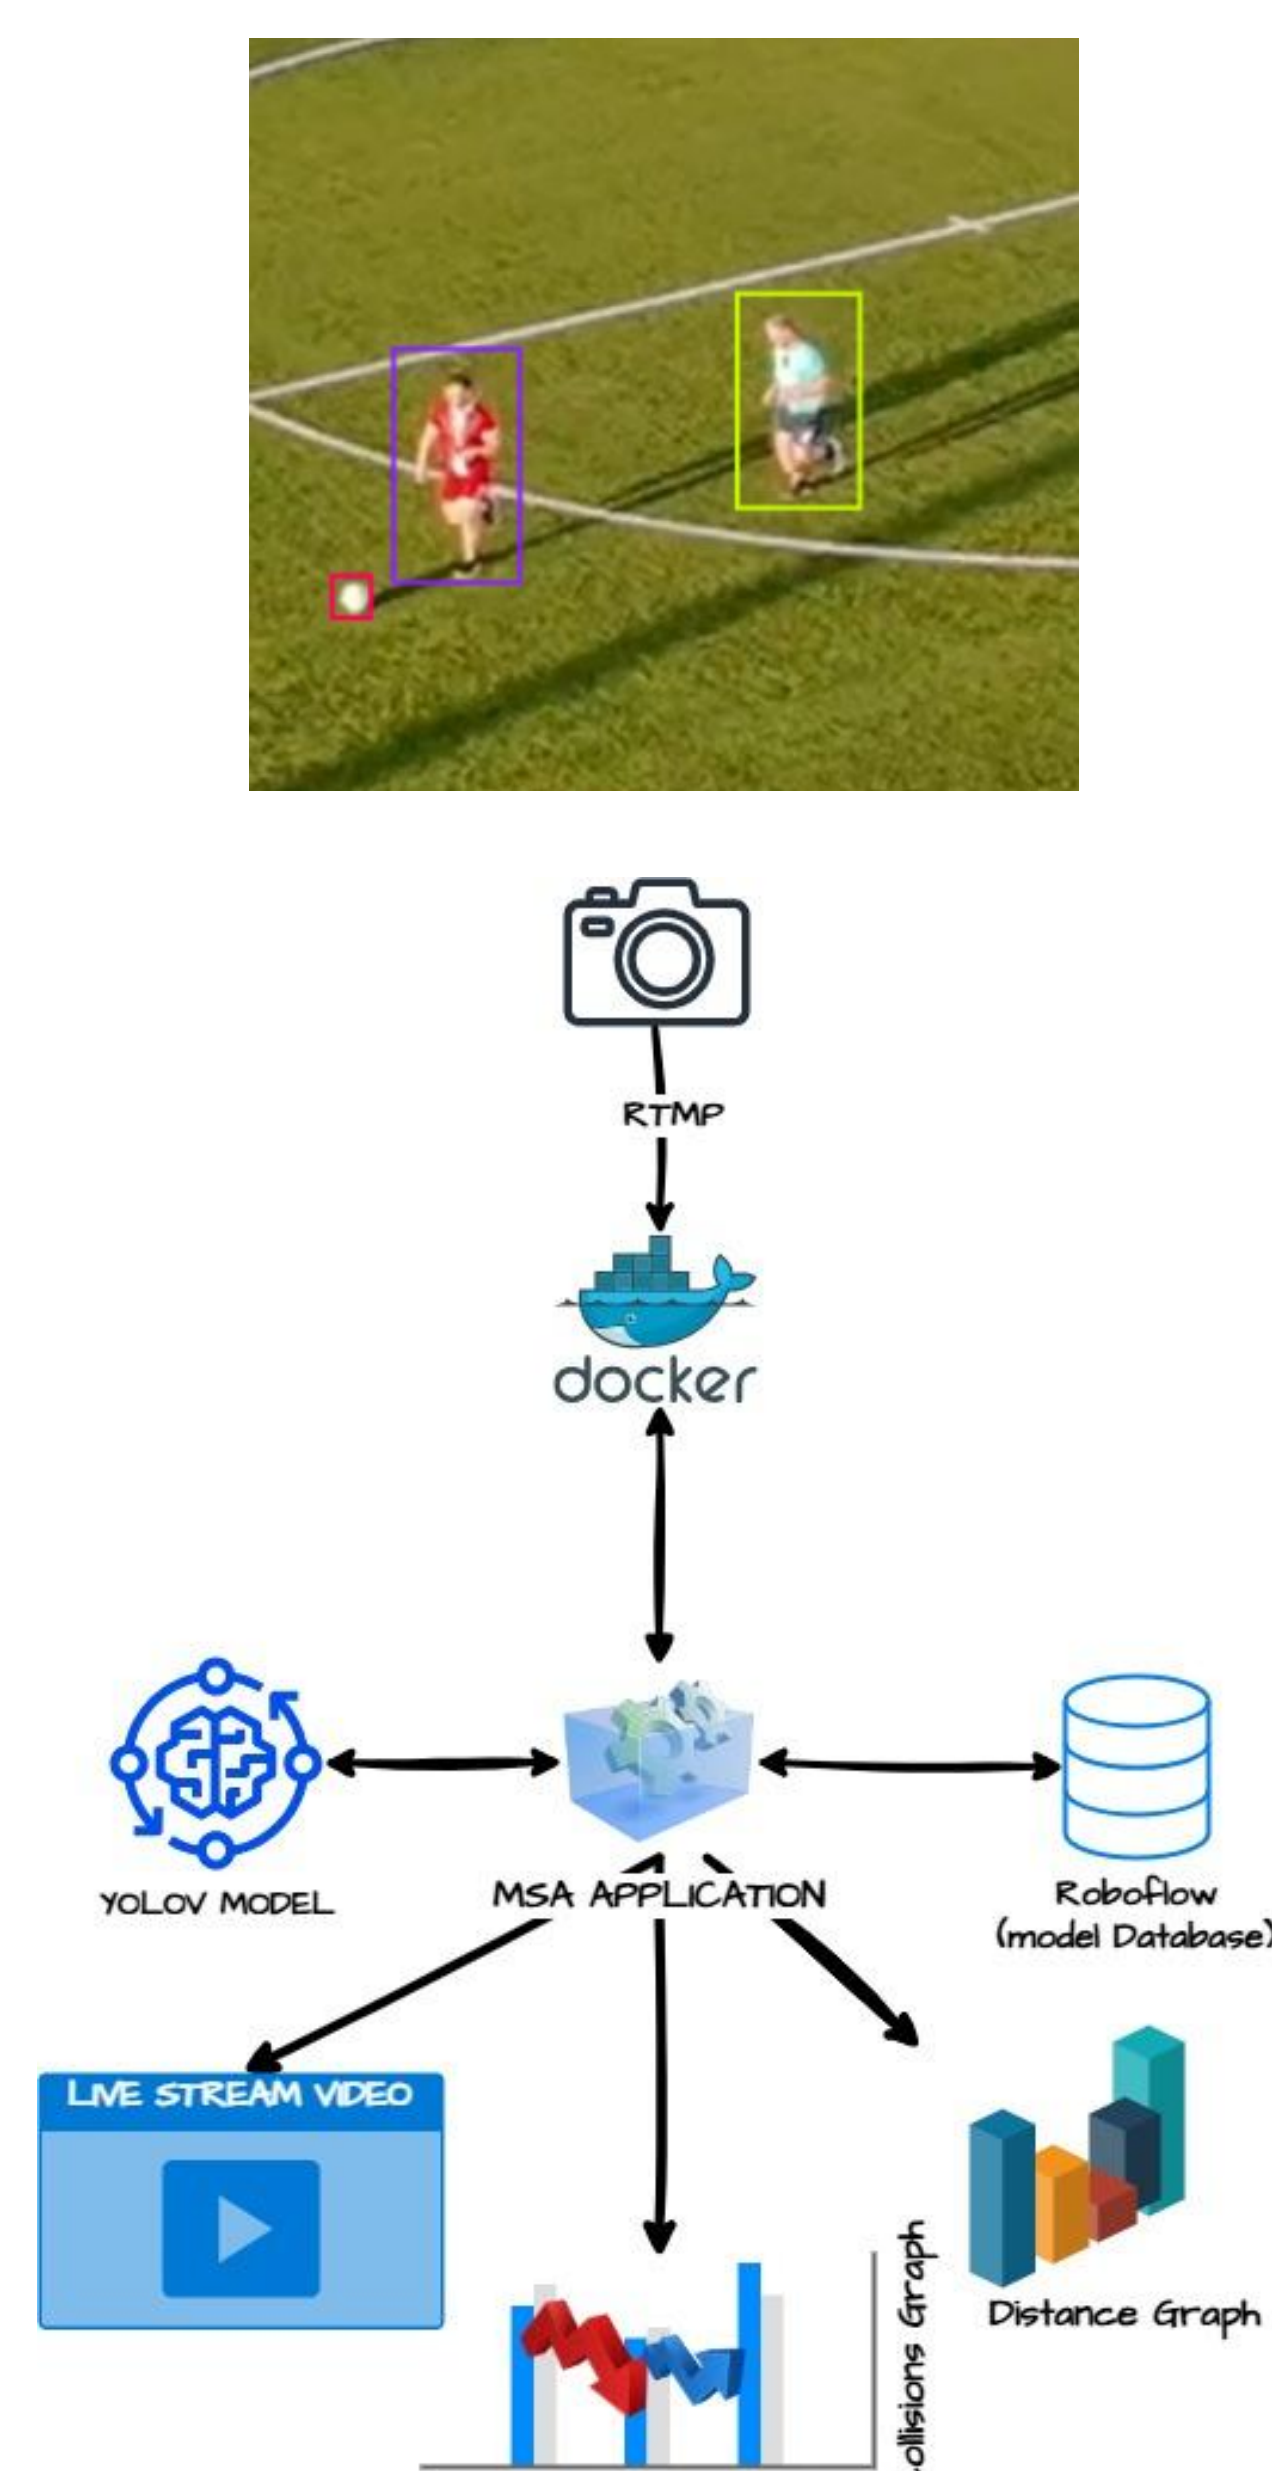 RTMP
docker
YOLOV MODEL
MSA APPLICATION
Roboflow
(model Database)
LIVE STREAM VIDEO
ollisions Graph
Distance Graph